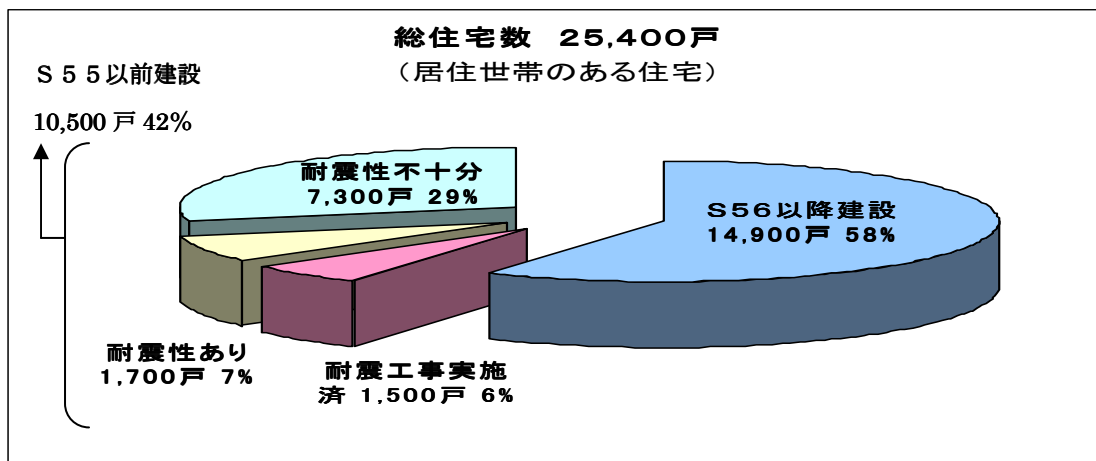 総住宅数 25,400戸
（居住世帯のある住宅）
Ｓ５５以前建設
10,500 戸 42%
耐震性不十分
7,300戸 29%
S56以降建設
14,900戸 58%
耐震性あり
1,700戸 7%
耐震工事実施
済 1,500戸 6%